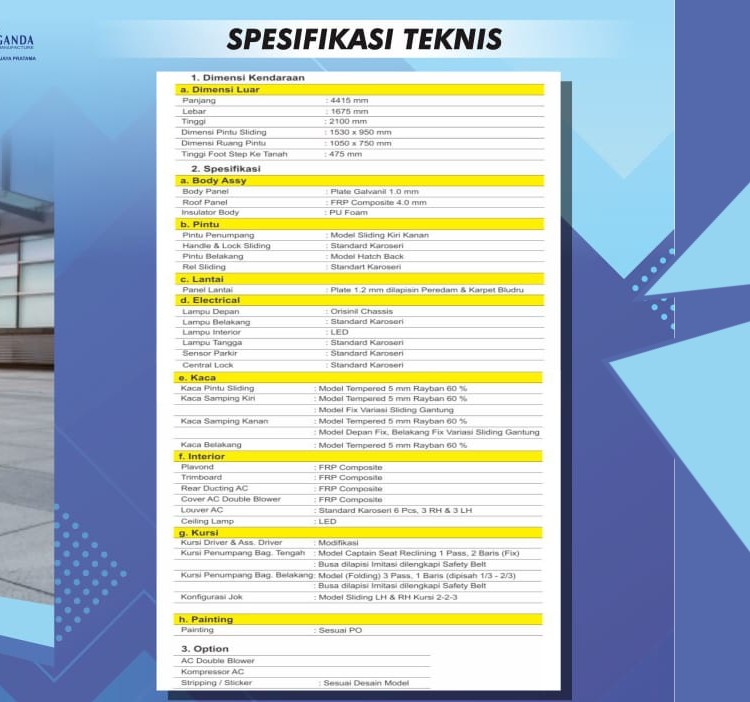 GANDA
MANUFACTURE
JAYA PRATAMA
SPESIFIKASI TEKNIS
1. Dimensi Kendaraan
a. Dimensi Luar
Panjang : 4415 mm
Lebar : 1675 mm
Tinggi : 2100 mm
Dimensi Pintu Sliding : 1530 x 950 mm
Dimensi Ruang Pintu : 1050 x 750 mm
Tinggi Foot Step Ke Tanah : 475 mm
2. Spesifikasi
a. Body Assy
Body Panel : Plate Galvanil 1.0 mm
Roof Panel : FRP Composite 4.0 mm
Insulator Body : PU Foam
b. Pintu
Pintu Penumpang : Model Sliding Kiri Kanan
Handle & Lock Sliding : Standard Karoseri
Pintu Belakang : Model Hatch Back
Rel Sliding : Standart Karoseri
c. Lantai
Panel Lantai : Plate 1.2 mm dilapisin Peredam & Karpet Bludru
d. Electrical
Lampu Depan : Orisinil Chassis
Lampu Belakang : Standard Karoseri
Lampu Interior : LED
Lampu Tangga : Standard Karoseri
Sensor Parkir : Standard Karoseri
Central Lock : Standard Karoseri
e. Kaca
Kaca Pintu Sliding : Model Tempered 5 mm Rayban 60 %
Kaca Samping Kiri : Model Tempered 5 mm Rayban 60 %
: Model Fix Variasi Sliding Gantung
Kaca Samping Kanan : Model Tempered 5 mm Rayban 60 %
: Model Depan Fix, Belakang Fix Variasi Sliding Gantung
Kaca Belakang : Model Tempered 5 mm Rayban 60 %
f. Interior
Plavond : FRP Composite
Trimboard : FRP Composite
Rear Ducting AC : FRP Composite
Cover AC Double Blower : FRP Composite
Louver AC : Standard Karoseri 6 Pcs, 3 RH & 3 LH
Ceiling Lamp : LED
g. Kursi
Kursi Driver & Ass. Driver : Modifikasi
Kursi Penumpang Bag. Tengah : Model Captain Seat Reclining 1 Pass, 2 Baris (Fix)
: Busa dilapisi Imitasi dilengkapi Safety Belt
Kursi Penumpang Bag. Belakang : Model (Folding) 3 Pass, 1 Baris (dipisah 1/3 - 2/3)
: Busa dilapisi Imitasi dilengkapi Safety Belt
Konfigurasi Jok : Model Sliding LH & RH Kursi 2-2-3
h. Painting
Painting : Sesuai PO
3. Option
AC Double Blower
Kompressor AC
Stripping / Sticker : Sesuai Desain Model